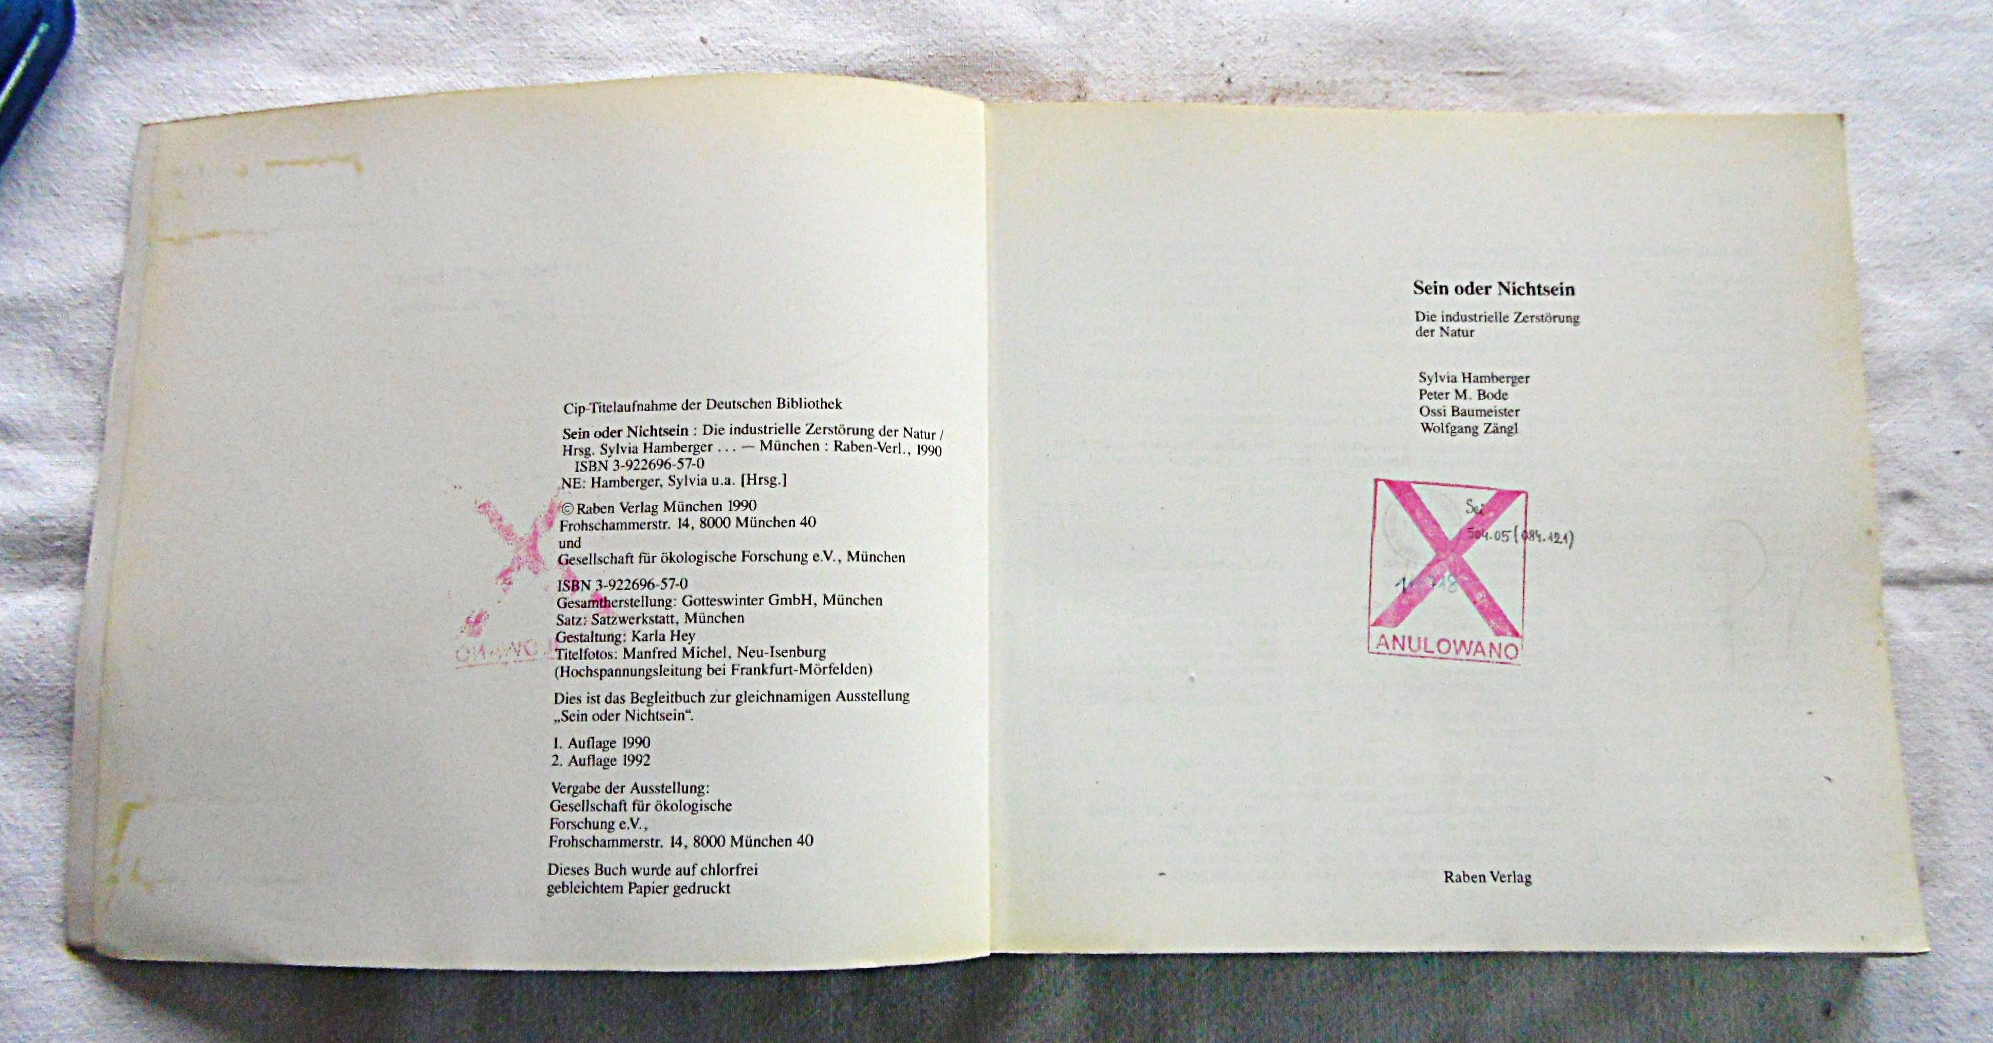 Cip-Titelaufnahme der Deutschen Bibliothek
Sein oder Nichtsein : Die industrielle Zerstörung der Natur /
Hrsg. Sylvia Hamberger . . . — München : Raben-Verl., 1990
ISBN 3-922696-57-0
NE: Hamberger, Sylvia u.a. [Hrsg.]
© Raben Verlag München 1990
Frohschammerstr. 14, 8000 München 40
und
Gesellschaft für ökologische Forschung e.V., München
ISBN 3-922696-57-0
Gesamtherstellung: Gotteswinter GmbH, München
Satz: Satzwerkstatt, München
Gestaltung: Karla Hey
Titelfotos: Manfred Michel, Neu-Isenburg
(Hochspannungsleitung bei Frankfurt-Mörfelden)
Dies ist das Begleitbuch zur gleichnamigen Ausstellung
„Sein oder Nichtsein“.
1. Auflage 1990
2. Auflage 1992
Vergabe der Ausstellung:
Gesellschaft für ökologische
Forschung e.V.,
Frohschammerstr. 14, 8000 München 40
Dieses Buch wurde auf chlorfrei
gebleichtem Papier gedruckt
Sein oder Nichtsein
Die industrielle Zerstörung
der Natur
Sylvia Hamberger
Peter M. Bode
Ossi Baumeister
Wolfgang Zängl
Sei
504.05(084.121)
ANULOWANO
Raben Verlag